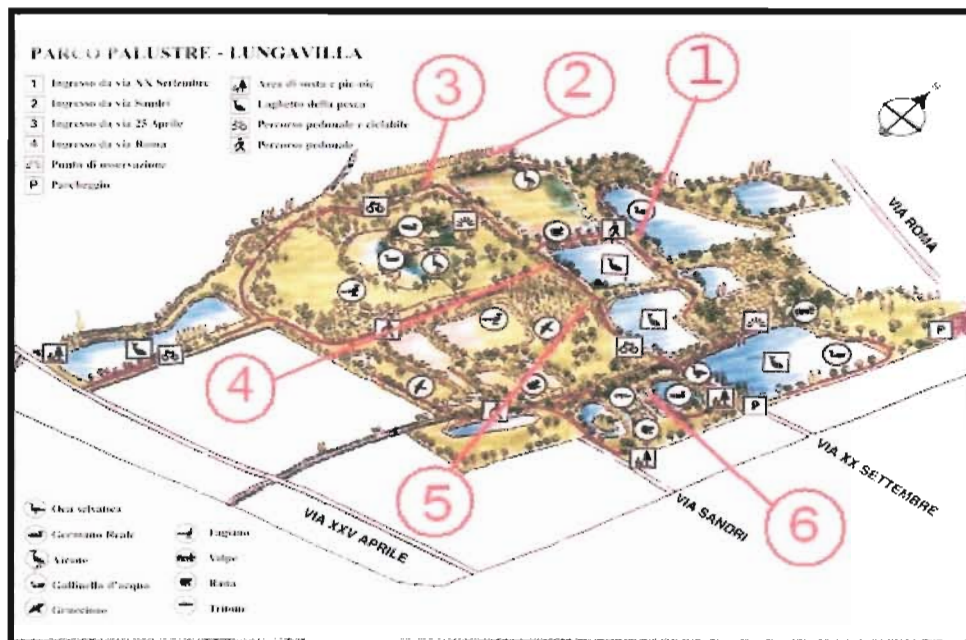 PARCO PALUSTRE - LUNGAVILLA
1 Ingresso da via XX Settembre
2 Ingresso da via Sandri
3 Ingresso da via 25 Aprile
4 Ingresso da via Roma
Punto di osservazione
P Parcheggio
Area di sosta e pic-nic
Laghetto della pesca
Percorso pedonale e ciclabile
Percorso pedonale
3
2
1
VIA ROMA
P
P
4
5
6
VIA XXV APRILE
VIA SANDRI
VIA XX SETTEMBRE
Oca selvatica
Germano Reale
Airone
Gallinella d'acqua
Gruccione
Fagiano
Volpe
Rana
Tritone